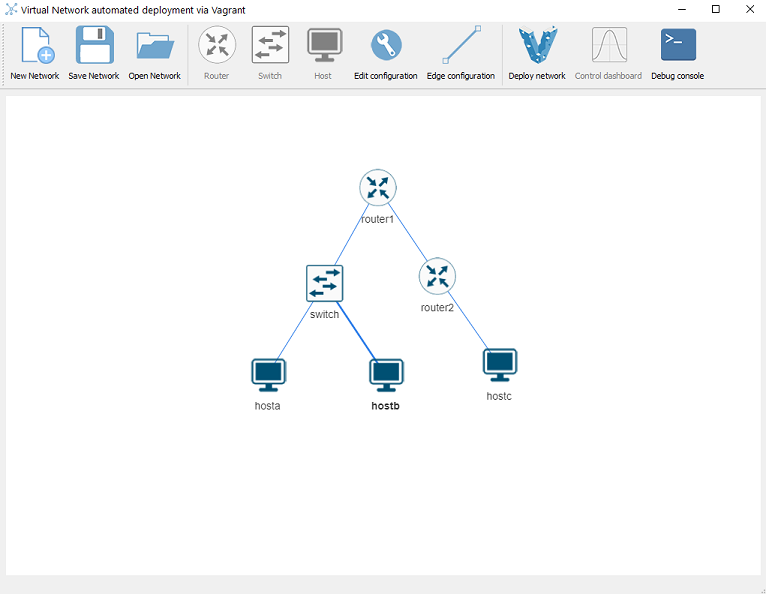 Virtual Network automated deployment via Vagrant
New Network Save Network Open Network Router Switch Host Edit configuration Edge configuration Deploy network Control dashboard Debug console
router1
switch
router2
hosta
hostb
hostc